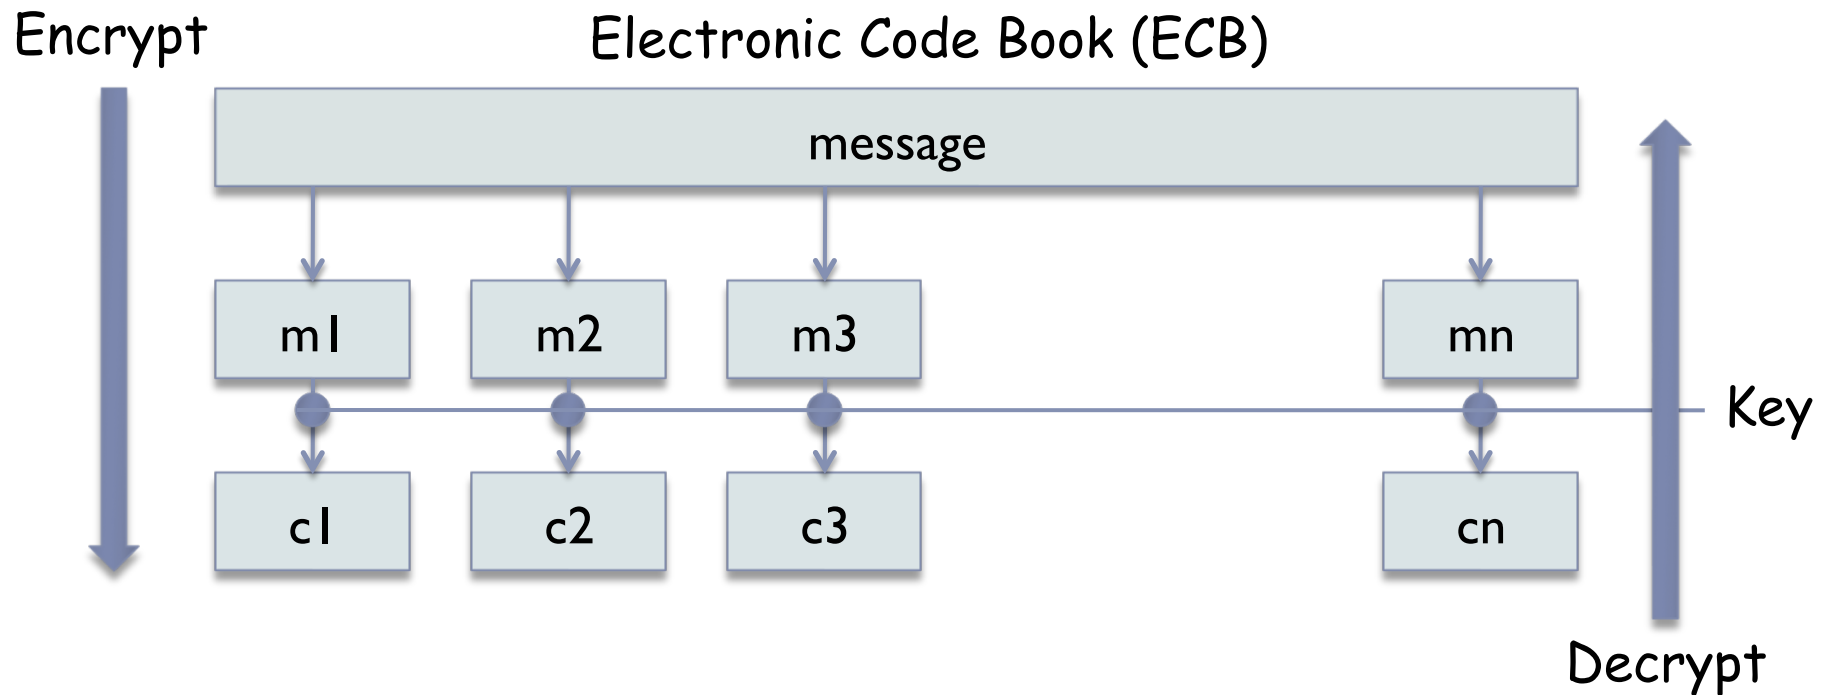 Encrypt
Electronic Code Book (ECB)
message
m1
m2
m3
mn
Key
c1
c2
c3
cn
Decrypt